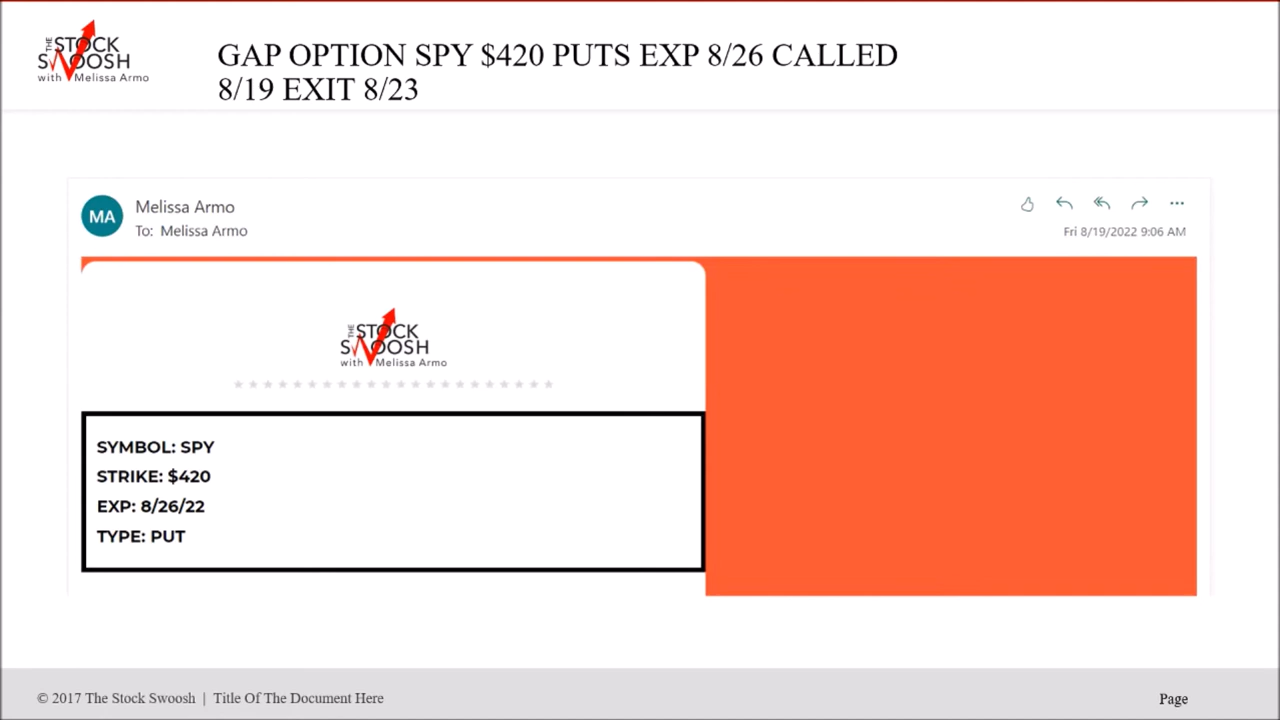 THE
STOCK
SWOOSH
with Melissa Armo
GAP OPTION SPY $420 PUTS EXP 8/26 CALLED
8/19 EXIT 8/23
MA
Melissa Armo
To: Melissa Armo
Fri 8/19/2022 9:06 AM
THE
STOCK
SWOOSH
with Melissa Armo
SYMBOL: SPY
STRIKE: $420
EXP: 8/26/22
TYPE: PUT
© 2017 The Stock Swoosh | Title Of The Document Here
Page